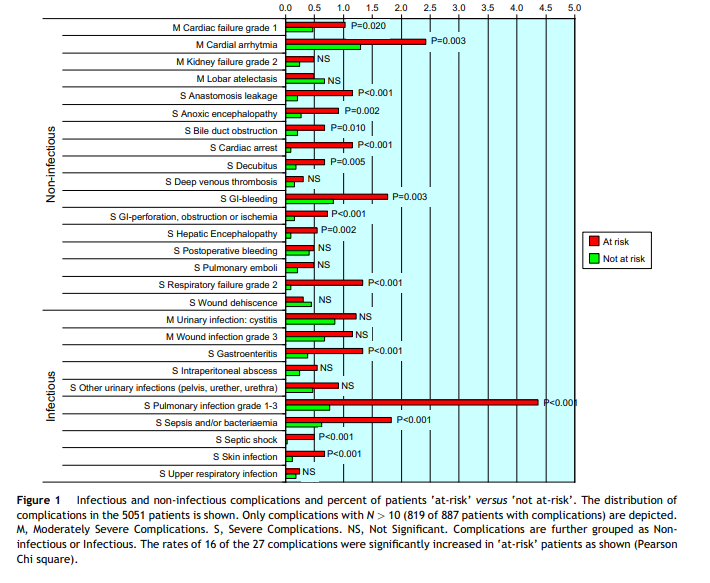 0.0 0.5 1.0 1.5 2.0 2.5 3.0 3.5 4.0 4.5 5.0
M Cardiac failure grade 1 P=0.020
M Cardial arrhytmia P=0.003
M Kidney failure grade 2 NS
M Lobar atelectasis NS
S Anastomosis leakage P<0.001
S Anoxic encephalopathy P=0.002
S Bile duct obstruction P=0.010
S Cardiac arrest P<0.001
S Decubitus P=0.005
S Deep venous thrombosis NS
S GI-bleeding P=0.003
S GI-perforation, obstruction or ischemia P<0.001
S Hepatic Encephalopathy P=0.002
S Postoperative bleeding NS
S Pulmonary emboli NS
S Respiratory failure grade 2 P<0.001
S Wound dehiscence NS
Non-infectious
M Urinary infection: cystitis NS
M Wound infection grade 3 NS
S Gastroenteritis P<0.001
S Intraperitoneal abscess NS
S Other urinary infections (pelvis, urether, urethra) NS
S Pulmonary infection grade 1-3 P<0.001
S Sepsis and/or bacteriaemia P<0.001
S Septic shock P<0.001
S Skin infection P<0.001
S Upper respiratory infection NS
Infectious
At risk
Not at risk
Figure 1 Infectious and non-infectious complications and percent of patients ‘at-risk’ versus ‘not at-risk’. The distribution of
complications in the 5051 patients is shown. Only complications with N > 10 (819 of 887 patients with complications) are depicted.
M, Moderately Severe Complications. S, Severe Complications. NS, Not Significant. Complications are further grouped as Non-
infectious or Infectious. The rates of 16 of the 27 complications were significantly increased in ‘at-risk’ patients as shown (Pearson
Chi square).